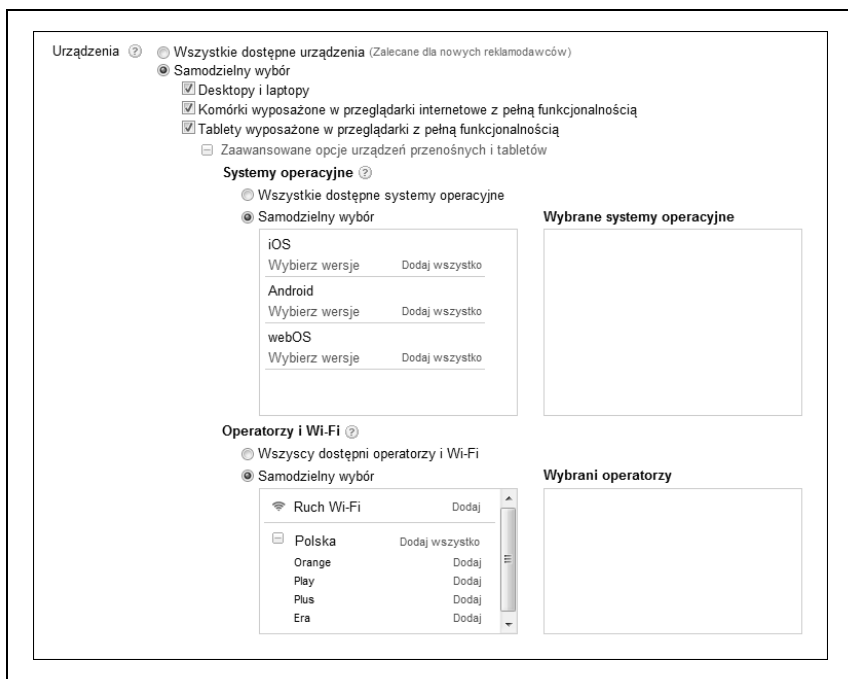 Urządzenia ? Wszystkie dostępne urządzenia (Zalecane dla nowych reklamodawców)
Samodzielny wybór
Desktopy i laptopy
Komórki wyposażone w przeglądarki internetowe z pełną funkcjonalnością
Tablety wyposażone w przeglądarki z pełną funkcjonalnością
Zaawansowane opcje urządzeń przenośnych i tabletów
Systemy operacyjne ?
Wszystkie dostępne systemy operacyjne
Samodzielny wybór
Wybrane systemy operacyjne
iOS
Wybierz wersje Dodaj wszystko
Android
Wybierz wersje Dodaj wszystko
webOS
Wybierz wersje Dodaj wszystko
Operatorzy i Wi-Fi ?
Wszyscy dostępni operatorzy i Wi-Fi
Samodzielny wybór
Wybrani operatorzy
Ruch Wi-Fi Dodaj
Polska Dodaj wszystko
Orange Dodaj
Play Dodaj
Plus Dodaj
Era Dodaj